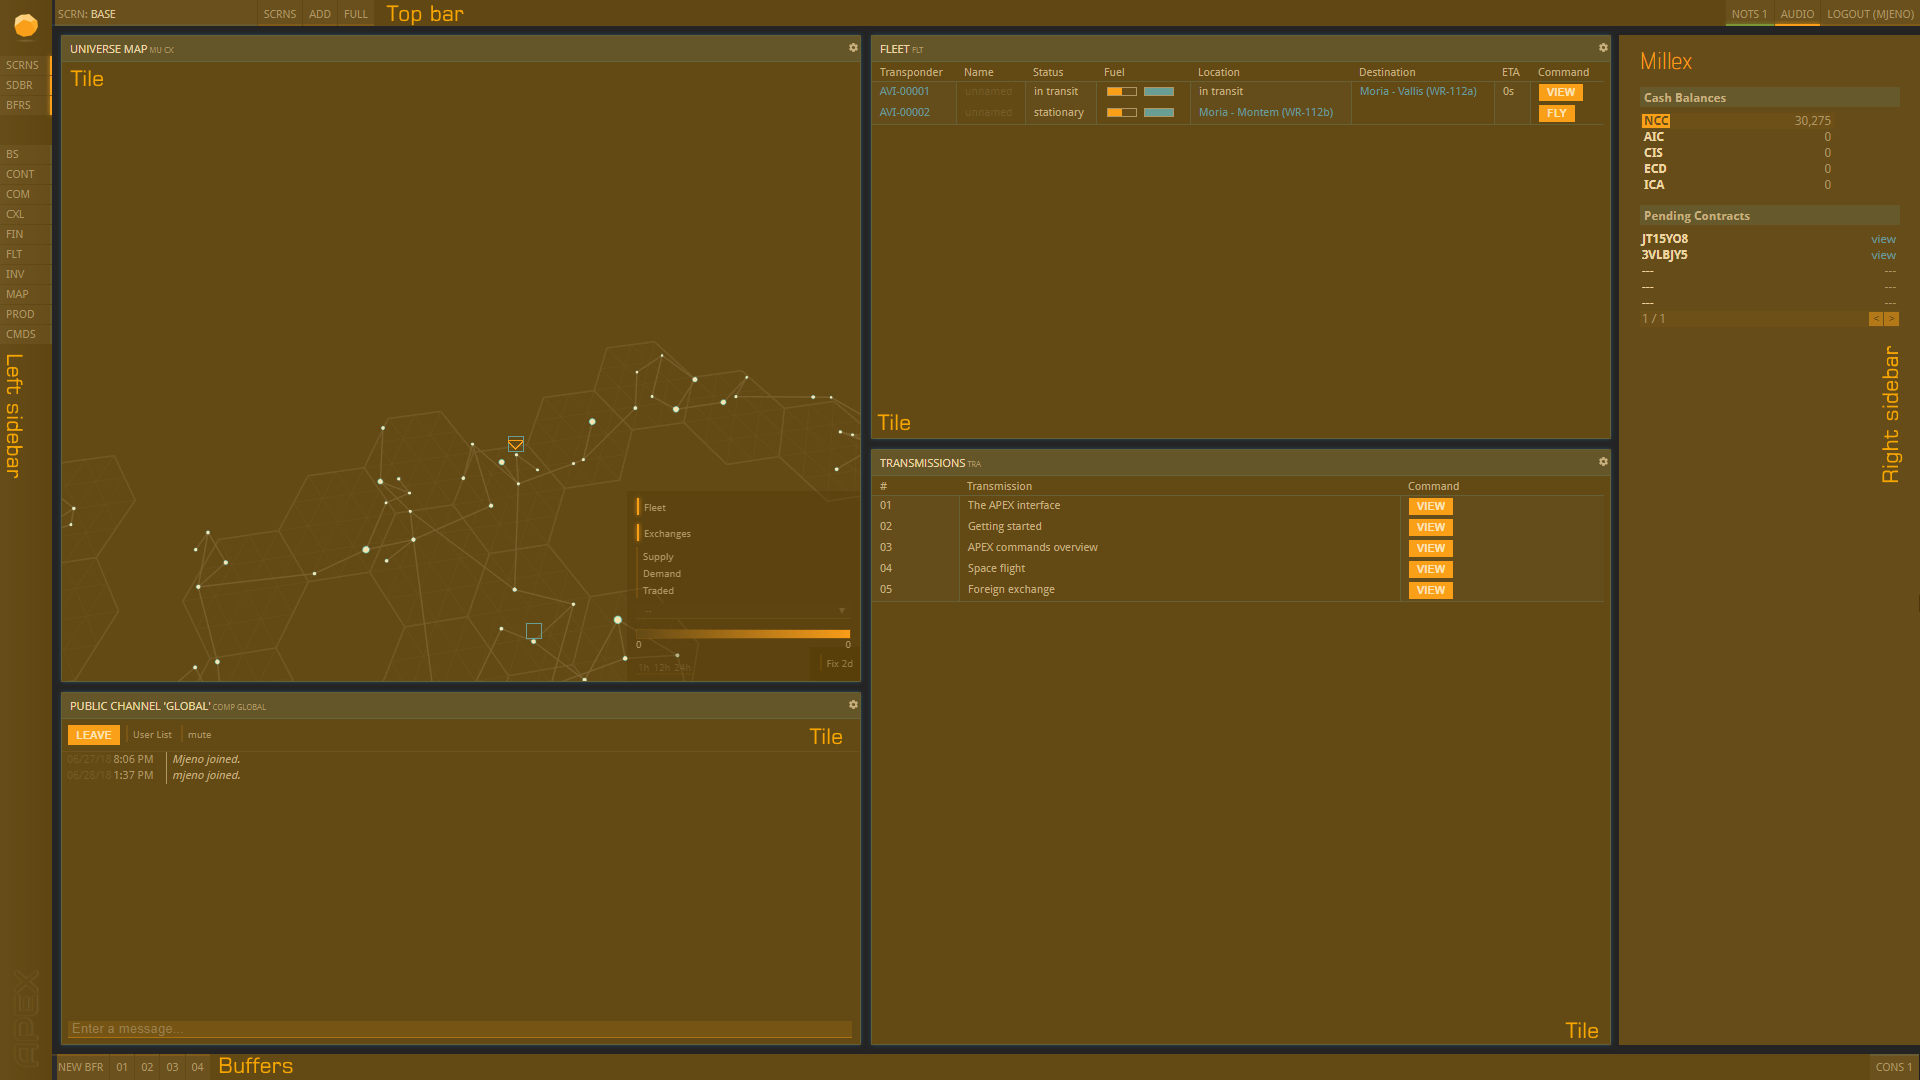 SCRN: BASE SCRNS ADD FULL Top bar NOTS 1 AUDIO LOGOUT (MJENO)
SCRNS
SDBR
BFRS
BS
CONT
COM
CXL
FIN
FLT
INV
MAP
PROD
CMDS
Left sidebar
APEX
UNIVERSE MAP MU CX
Tile
Fleet
Exchanges
Supply
Demand
Traded
--
0 0
1h 12h 24h
Fix 2d
PUBLIC CHANNEL 'GLOBAL' COMP GLOBAL
LEAVE User List mute Tile
06/27/18 8:06 PM Mjeno joined.
06/28/18 1:37 PM mjeno joined.
Enter a message...
FLEET FLT
Transponder Name Status Fuel Location Destination ETA Command
AVI-00001 unnamed in transit in transit Moria - Vallis (WR-112a) 0s VIEW
AVI-00002 unnamed stationary Moria - Montem (WR-112b) FLY
Tile
TRANSMISSIONS TRA
# Transmission Command
01 The APEX interface VIEW
02 Getting started VIEW
03 APEX commands overview VIEW
04 Space flight VIEW
05 Foreign exchange VIEW
Tile
Millex
Cash Balances
NCC 30,275
AIC 0
CIS 0
ECD 0
ICA 0
Pending Contracts
JT15YO8 view
3VLBJY5 view
--- ---
--- ---
--- ---
1 / 1 < >
Right sidebar
NEW BFR 01 02 03 04 Buffers CONS 1